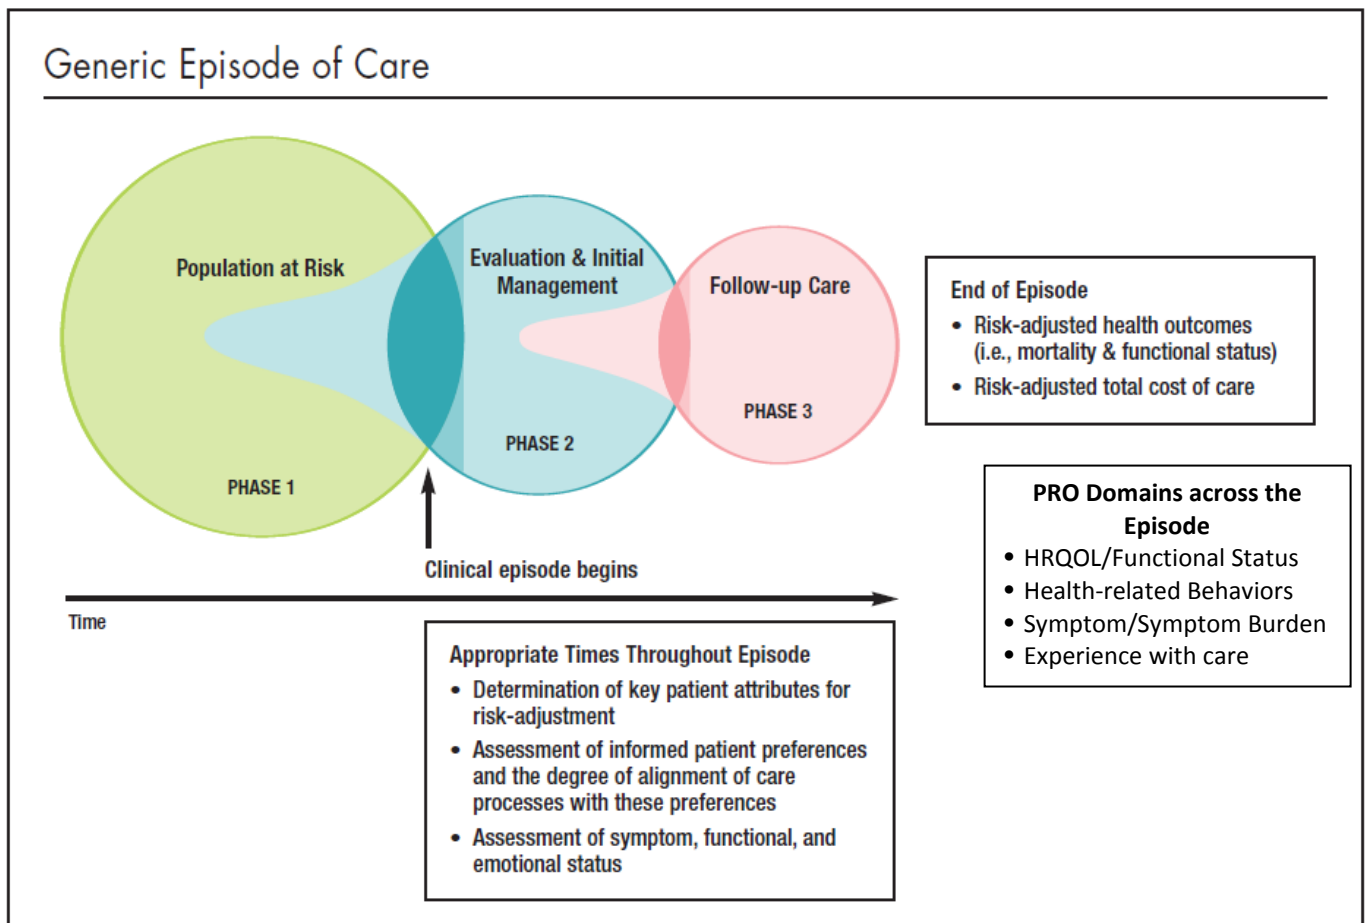 Generic Episode of Care
Population at Risk
PHASE 1
Evaluation & Initial
Management
PHASE 2
Follow-up Care
PHASE 3
Clinical episode begins
Time
End of Episode
• Risk-adjusted health outcomes
(i.e., mortality & functional status)
• Risk-adjusted total cost of care
PRO Domains across the
Episode
• HRQOL/Functional Status
• Health-related Behaviors
• Symptom/Symptom Burden
• Experience with care
Appropriate Times Throughout Episode
• Determination of key patient attributes for
risk-adjustment
• Assessment of informed patient preferences
and the degree of alignment of care
processes with these preferences
• Assessment of symptom, functional, and
emotional status